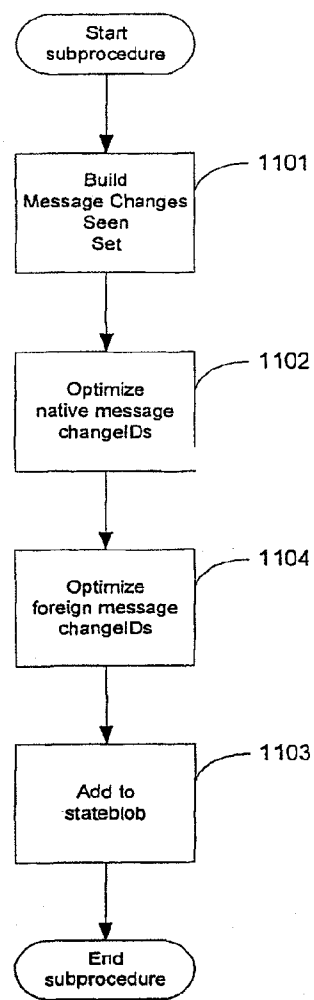 Start
subprocedure
1101
Build
Message Changes
Seen
Set
1102
Optimize
native message
changeIDs
1104
Optimize
foreign message
changeIDs
1103
Add to
stateblob
End
subprocedure